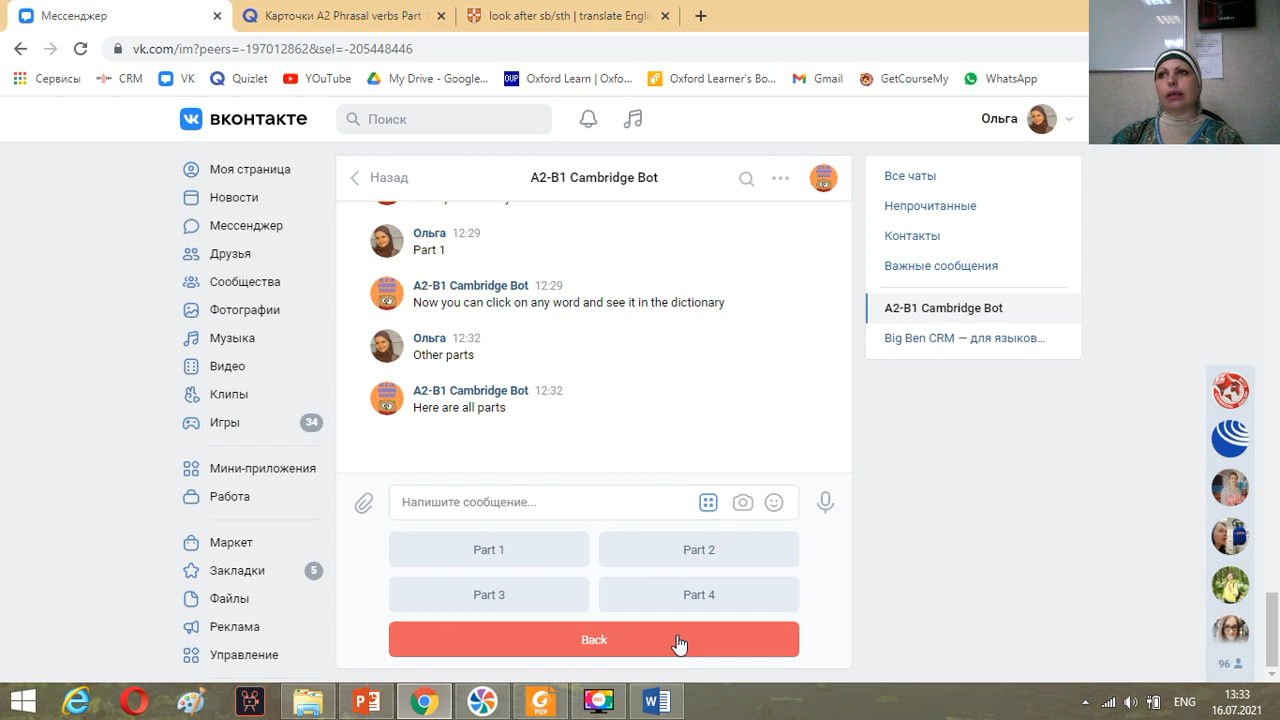 Мессенджер
Карточки A2 Phrasal verbs Part
look after sb/sth | translate Engli
vk.com/im?peers=-197012862&sel=-205448446
Сервисы
CRM
VK
Quizlet
YOutube
My Drive - Google...
OUP
Oxford Learn | Oxfo...
Oxford Learner's Bo...
Gmail
GetCourseMy
WhatsApp
вконтакте
Поиск
Ольга
Моя страница
Новости
Мессенджер
Друзья
Сообщества
Фотографии
Музыка
Видео
Клипы
Игры
34
Мини-приложения
Работа
Маркет
Закладки
5
Файлы
Реклама
Управление
Назад
A2-B1 Cambridge Bot
Ольга 12:29
Part 1
A2-B1 Cambridge Bot 12:29
Now you can click on any word and see it in the dictionary
Ольга 12:32
Other parts
A2-B1 Cambridge Bot 12:32
Here are all parts
Напишите сообщение...
Part 1
Part 2
Part 3
Part 4
Back
Все чаты
Непрочитанные
Контакты
Важные сообщения
A2-B1 Cambridge Bot
Big Ben CRM — для языков...
96
PDF
REC
ENG
13:33
16.07.2021